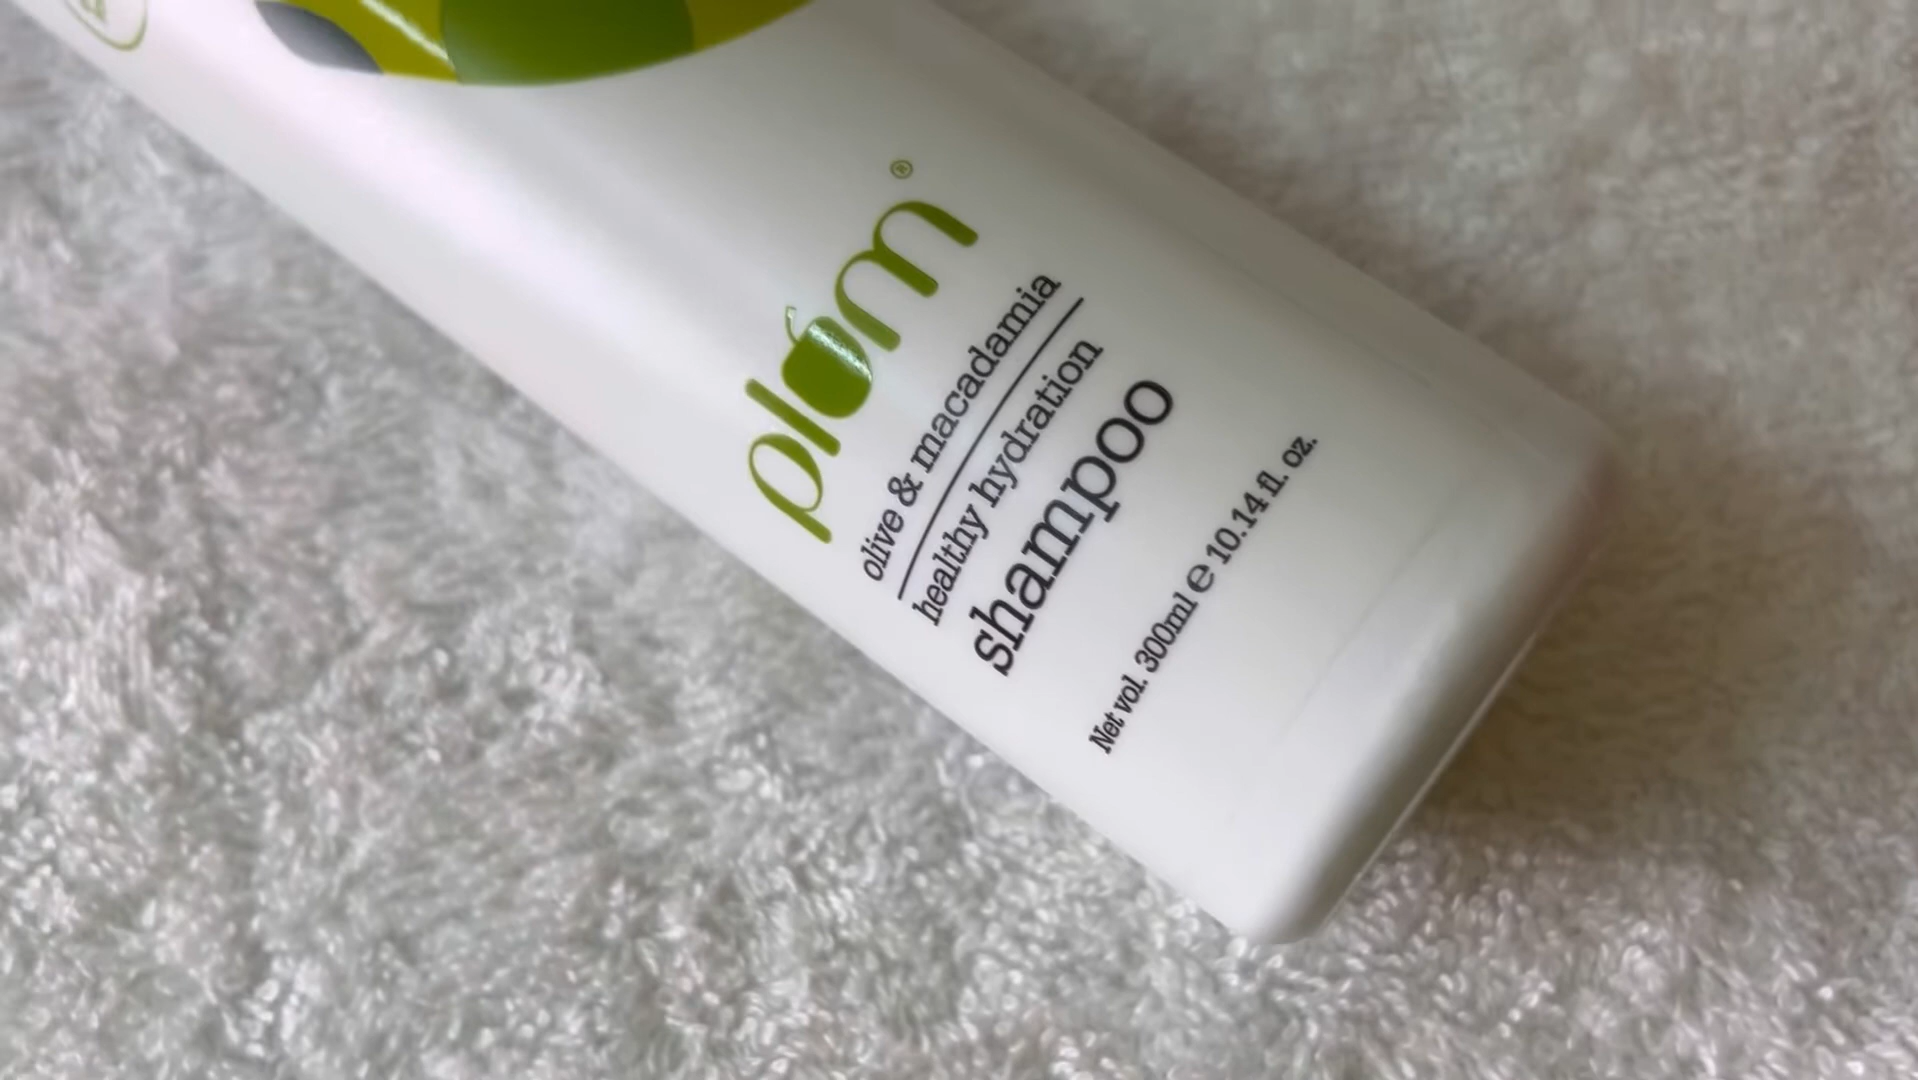 plum®
olive & macadamia
healthy hydration
shampoo
Net vol. 300ml ℮ 10.14 fl. oz.